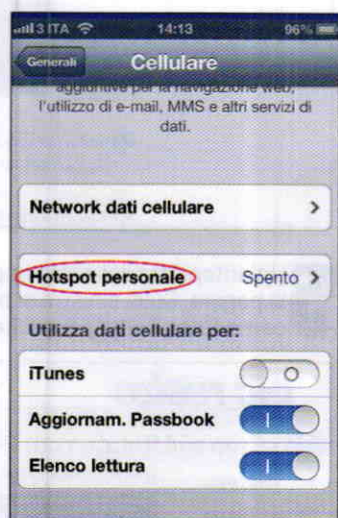 3 ITA 14:13 96%
Generali Cellulare
aggiuntive per la navigazione web,
l'utilizzo di e-mail, MMS e altri servizi di
dati.
Network dati cellulare
Hotspot personale Spento
Utilizza dati cellulare per:
iTunes
Aggiornam. Passbook
Elenco lettura